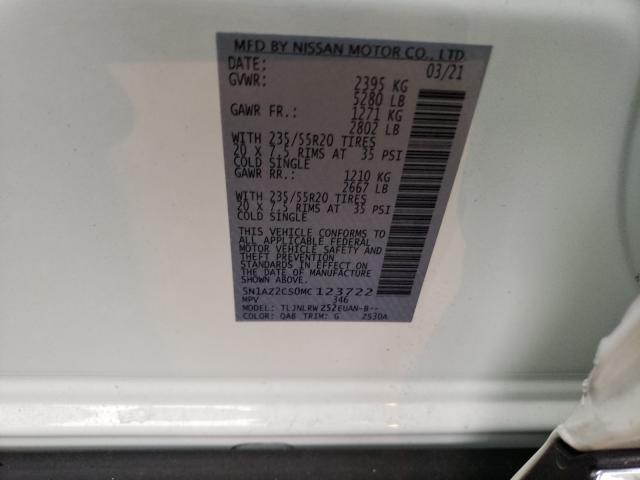 MFD BY NISSAN MOTOR CO., LTD.
DATE: 03/21
GVWR: 2395 KG
5280 LB
GAWR FR.: 1271 KG
2802 LB
WITH 235/55R20 TIRES
20 X 7.5 RIMS AT 35 PSI
COLD SINGLE
GAWR RR.: 1210 KG
2667 LB
WITH 235/55R20 TIRES
20 X 7.5 RIMS AT 35 PSI
COLD SINGLE
THIS VEHICLE CONFORMS TO
ALL APPLICABLE FEDERAL
MOTOR VEHICLE SAFETY AND
THEFT PREVENTION
STANDARDS IN EFFECT ON
THE DATE OF MANUFACTURE
SHOWN ABOVE.
5N1AZ2CS0MC123722
MPV 346
MODEL: TLJNLRWZ52EUAN-B--
COLOR: QAB TRIM: G 2S30A